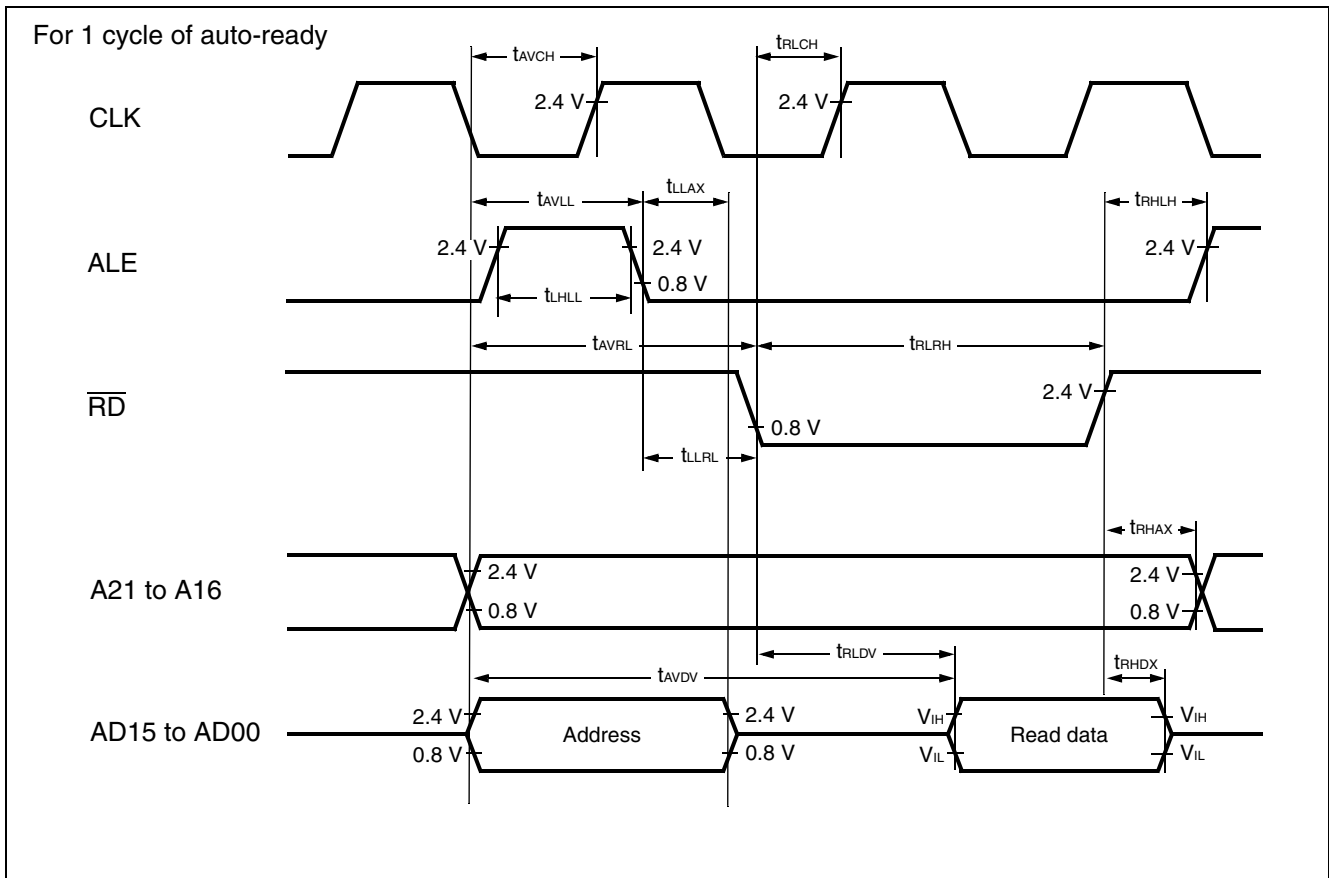 For 1 cycle of auto-ready
tAVCH
tRLCH
2.4 V
2.4 V
CLK
tAVLL
tLLAX
tRHLH
2.4 V
2.4 V
2.4 V
ALE
0.8 V
tLHLL
tAVRL
tRLRH
2.4 V
RD
0.8 V
tLLRL
tRHAX
2.4 V
2.4 V
A21 to A16
0.8 V
0.8 V
tRLDV
tAVDV
tRHDX
2.4 V
2.4 V
VIH
VIH
AD15 to AD00
Address
Read data
0.8 V
0.8 V
VIL
VIL